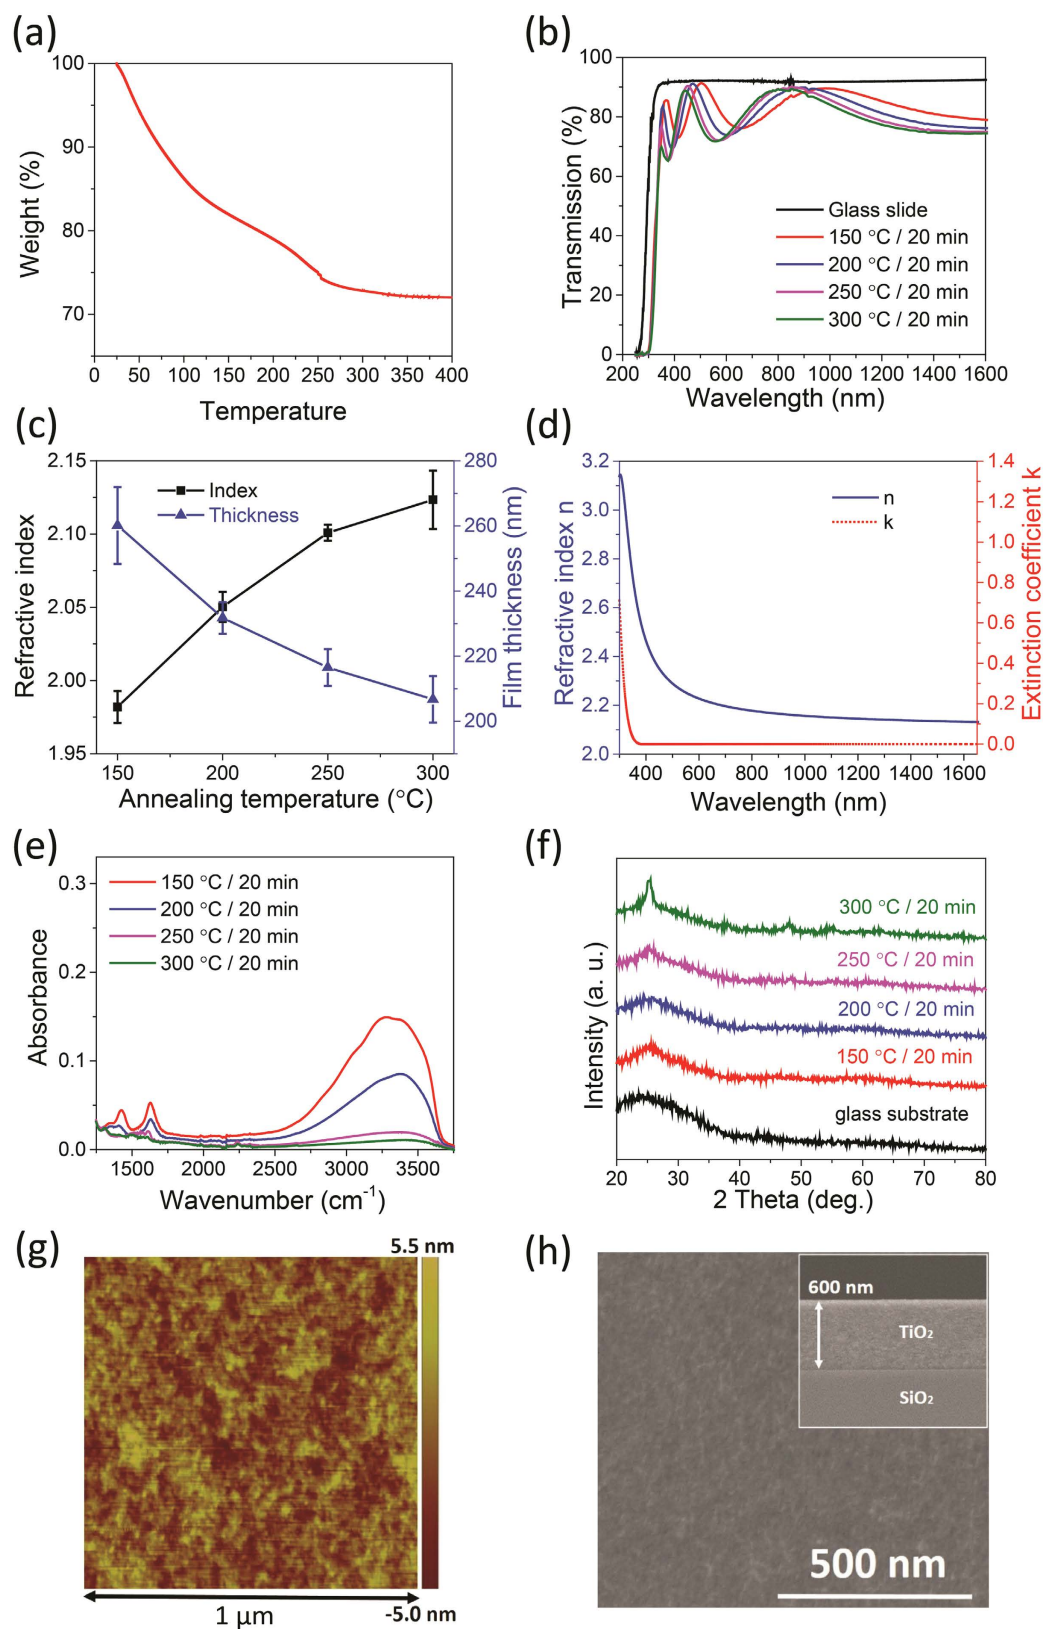 (a)
100
90
80
70
Weight (%)
0 50 100 150 200 250 300 350 400
Temperature
(b)
100
80
60
40
20
0
Transmission (%)
Glass slide
150 °C / 20 min
200 °C / 20 min
250 °C / 20 min
300 °C / 20 min
200 400 600 800 1000 1200 1400 1600
Wavelength (nm)
(c)
2.15
2.10
2.05
2.00
1.95
Refractive index
Index
Thickness
280
260
240
220
200
Film thickness (nm)
150 200 250 300
Annealing temperature (°C)
(d)
3.2
3.0
2.8
2.6
2.4
2.2
2.0
Refractive index n
n
k
1.4
1.2
1.0
0.8
0.6
0.4
0.2
0.0
Extinction coefficient k
400 600 800 1000 1200 1400 1600
Wavelength (nm)
(e)
0.3
0.2
0.1
0.0
Absorbance
150 °C / 20 min
200 °C / 20 min
250 °C / 20 min
300 °C / 20 min
1500 2000 2500 3000 3500
Wavenumber (cm-1)
(f)
Intensity (a. u.)
300 °C / 20 min
250 °C / 20 min
200 °C / 20 min
150 °C / 20 min
glass substrate
20 30 40 50 60 70 80
2 Theta (deg.)
(g)
5.5 nm
-5.0 nm
1 µm
(h)
600 nm
TiO₂
SiO₂
500 nm